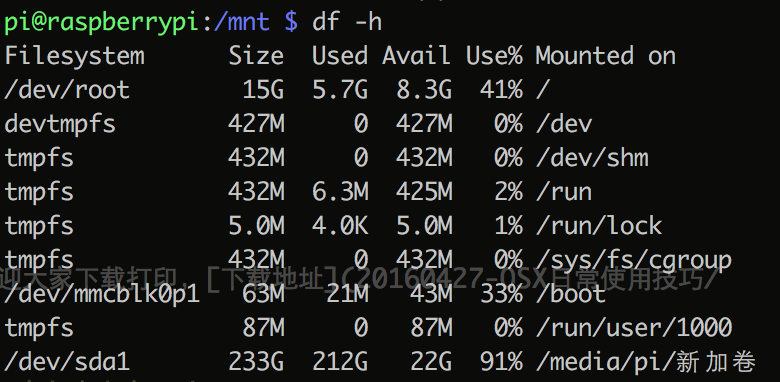 pi@raspberrypi:/mnt $ df -h
Filesystem Size Used Avail Use% Mounted on
/dev/root 15G 5.7G 8.3G 41% /
devtmpfs 427M 0 427M 0% /dev
tmpfs 432M 0 432M 0% /dev/shm
tmpfs 432M 6.3M 425M 2% /run
tmpfs 5.0M 4.0K 5.0M 1% /run/lock
tmpfs 432M 0 432M 0% /sys/fs/cgroup
迎大家下载打印，[下载地址](20160427-OSX日常使用技巧/
/dev/mmcblk0p1 63M 21M 43M 33% /boot
tmpfs 87M 0 87M 0% /run/user/1000
/dev/sda1 233G 212G 22G 91% /media/pi/新加卷